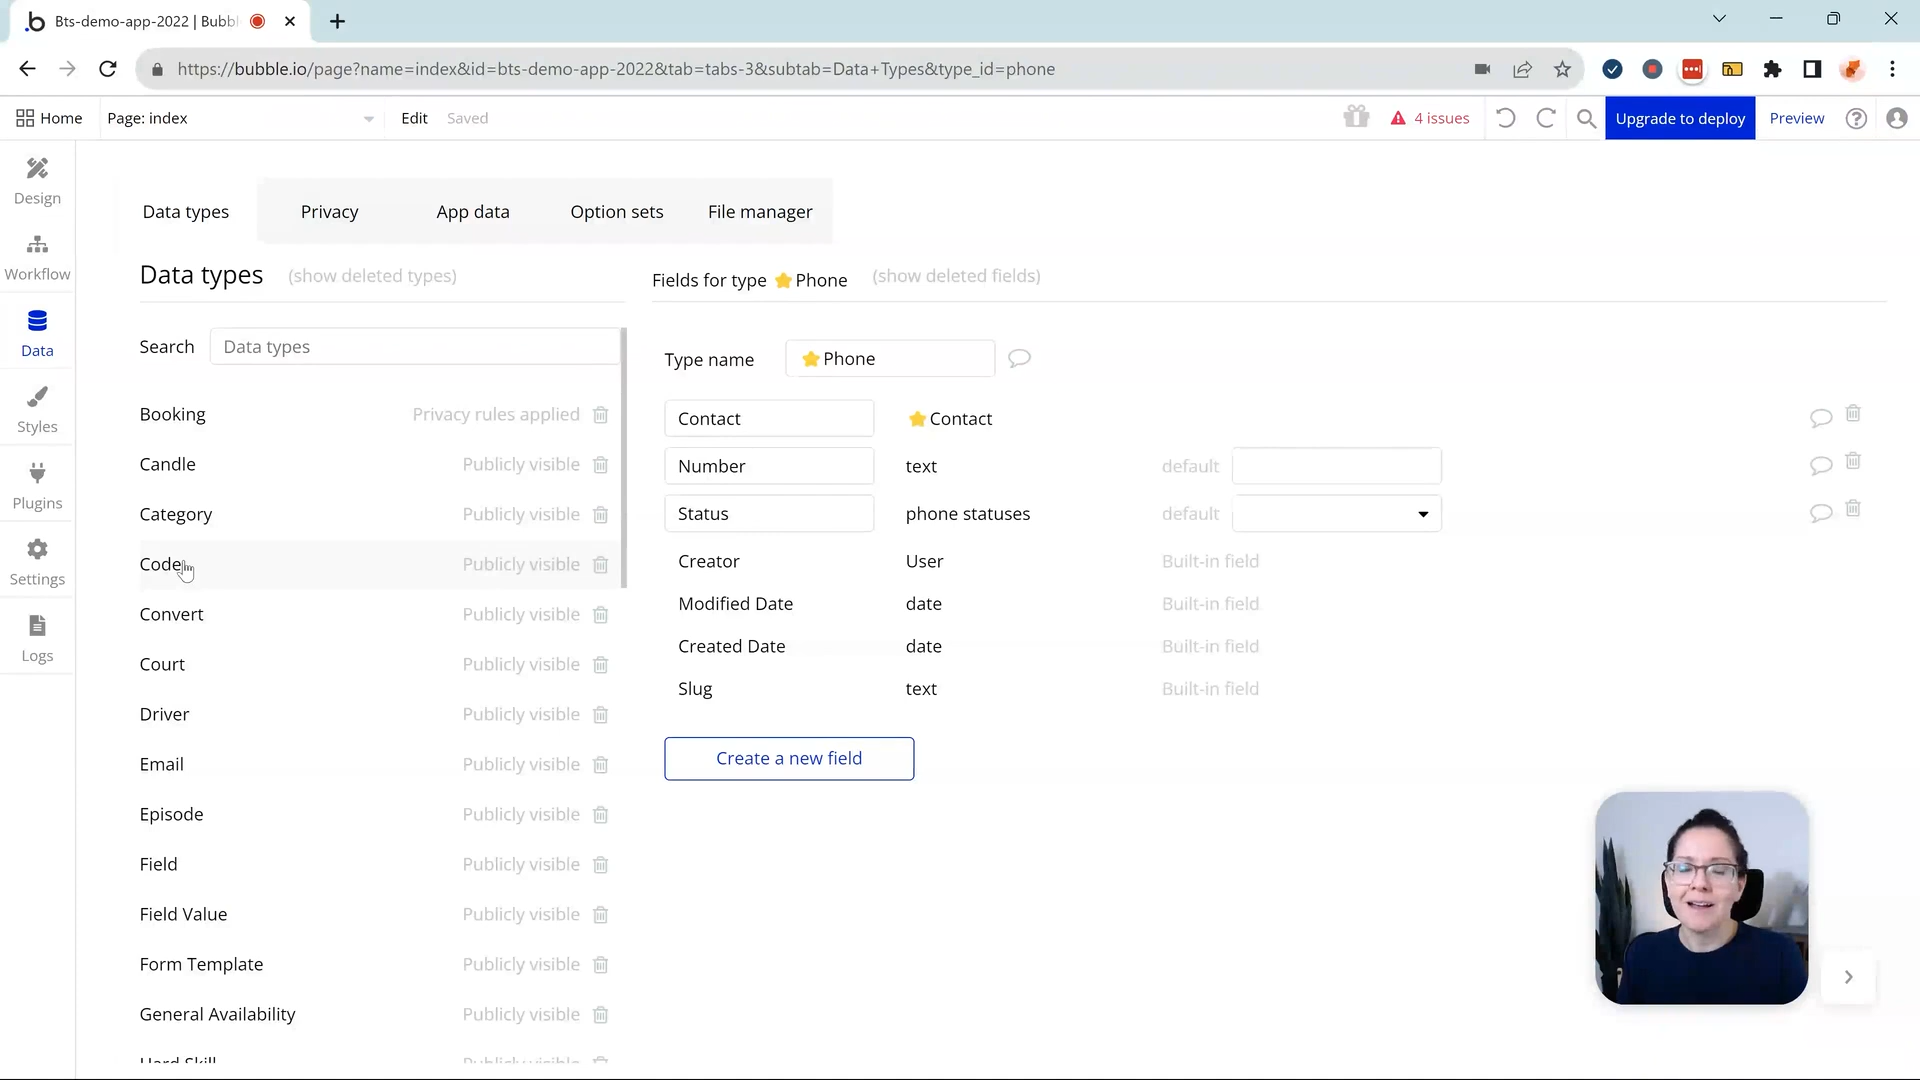 Bts-demo-app-2022 | Bubbl
https://bubble.io/page?name=index&id=bts-demo-app-2022&tab=tabs-3&subtab=Data+Types&type_id=phone
Home
Page: index
Edit
Saved
4 issues
Upgrade to deploy
Preview
Design
Workflow
Data
Styles
Plugins
Settings
Logs
Data types
Privacy
App data
Option sets
File manager
Data types
(show deleted types)
Search
Data types
Booking
Privacy rules applied
Candle
Publicly visible
Category
Publicly visible
Code
Publicly visible
Convert
Publicly visible
Court
Publicly visible
Driver
Publicly visible
Email
Publicly visible
Episode
Publicly visible
Field
Publicly visible
Field Value
Publicly visible
Form Template
Publicly visible
General Availability
Publicly visible
Hard Skill
Publicly visible
Fields for type ⭐Phone
(show deleted fields)
Type name
⭐Phone
Contact
⭐Contact
Number
text
default
Status
phone statuses
default
Creator
User
Built-in field
Modified Date
date
Built-in field
Created Date
date
Built-in field
Slug
text
Built-in field
Create a new field